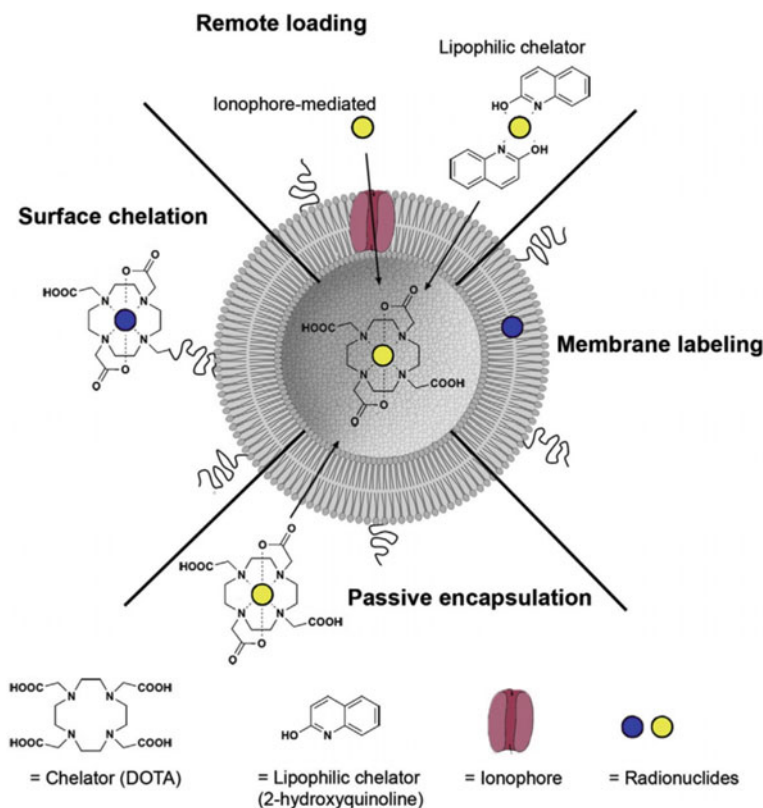 Remote loading
Lipophilic chelator
HO
N
Ionophore-mediated
N
OH
Surface chelation
O
O
HOOC
N
N
N
N
O
O
O
O
HOOC
N
N
N
N
COOH
O
O
Membrane labeling
O
O
HOOC
N
N
N
N
COOH
O
O
Passive encapsulation
HOOC
COOH
N
N
N
N
HOOC
COOH
HO
N
= Chelator (DOTA)
= Lipophilic chelator
(2-hydroxyquinoline)
= Ionophore
= Radionuclides